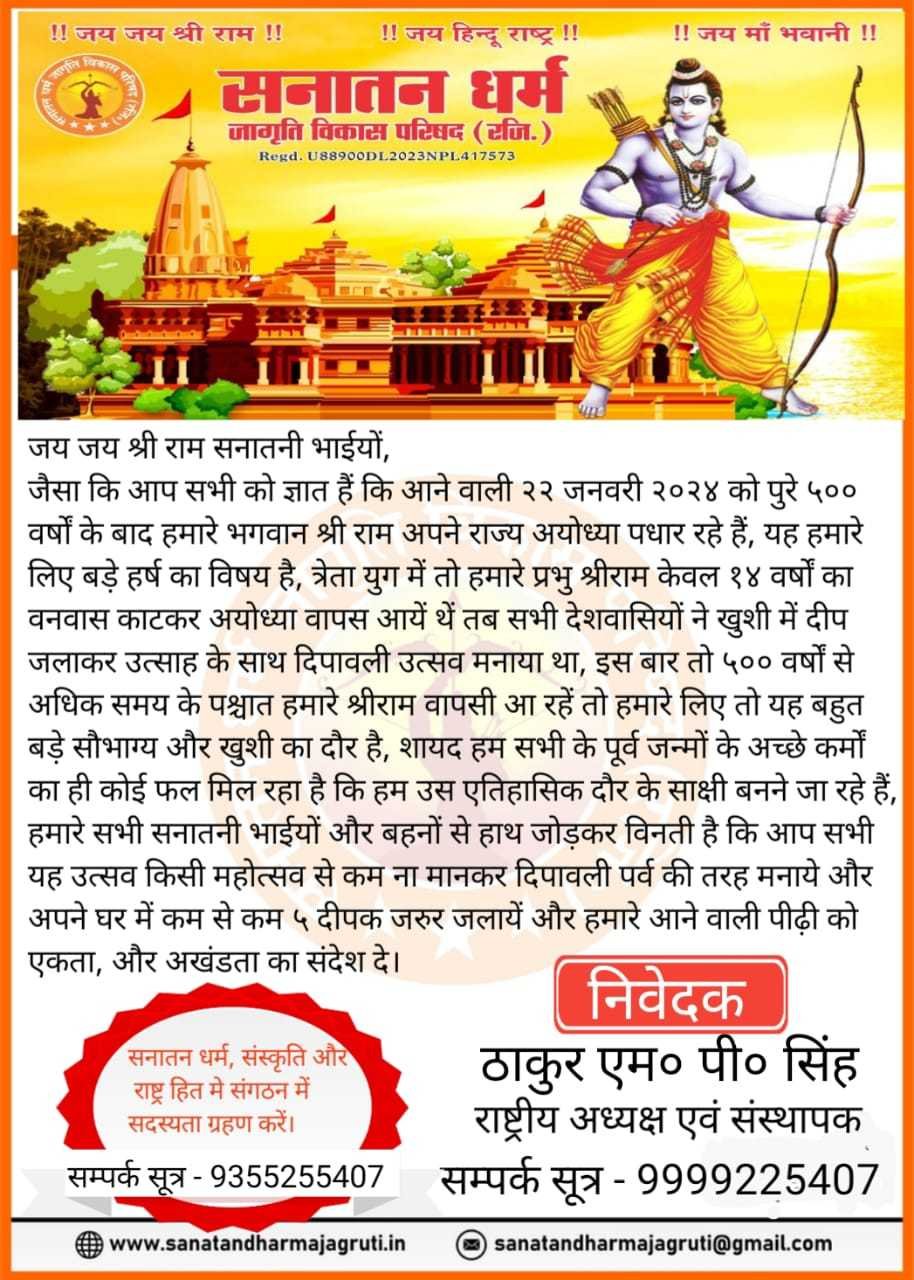 !! जय जय श्री राम !! !! जय हिन्दू राष्ट्र !! !! जय माँ भवानी !!
सनातन धर्म जागृति विकास परिषद (रजि.)
सनातन धर्म
जागृति विकास परिषद (रजि.)
Regd. U88900DL2023NPL417573
जय जय श्री राम सनातनी भाईयों,
जैसा कि आप सभी को ज्ञात हैं कि आने वाली २२ जनवरी २०२४ को पुरे ५००
वर्षों के बाद हमारे भगवान श्री राम अपने राज्य अयोध्या पधार रहे हैं, यह हमारे
लिए बड़े हर्ष का विषय है, त्रेता युग में तो हमारे प्रभु श्रीराम केवल १४ वर्षों का
वनवास काटकर अयोध्या वापस आयें थें तब सभी देशवासियों ने खुशी में दीप
जलाकर उत्साह के साथ दिपावली उत्सव मनाया था, इस बार तो ५०० वर्षों से
अधिक समय के पश्चात हमारे श्रीराम वापसी आ रहें तो हमारे लिए तो यह बहुत
बड़े सौभाग्य और खुशी का दौर है, शायद हम सभी के पूर्व जन्मों के अच्छे कर्मों
का ही कोई फल मिल रहा है कि हम उस एतिहासिक दौर के साक्षी बनने जा रहे हैं,
हमारे सभी सनातनी भाईयों और बहनों से हाथ जोड़कर विनती है कि आप सभी
यह उत्सव किसी महोत्सव से कम ना मानकर दिपावली पर्व की तरह मनाये और
अपने घर में कम से कम ५ दीपक जरुर जलायें और हमारे आने वाली पीढ़ी को
एकता, और अखंडता का संदेश दे।
निवेदक
ठाकुर एम० पी० सिंह
राष्ट्रीय अध्यक्ष एवं संस्थापक
सम्पर्क सूत्र - 9999225407
सनातन धर्म, संस्कृति और
राष्ट्र हित मे संगठन में
सदस्यता ग्रहण करें।
सम्पर्क सूत्र - 9355255407
www.sanatandharmajagruti.in sanatandharmajagruti@gmail.com